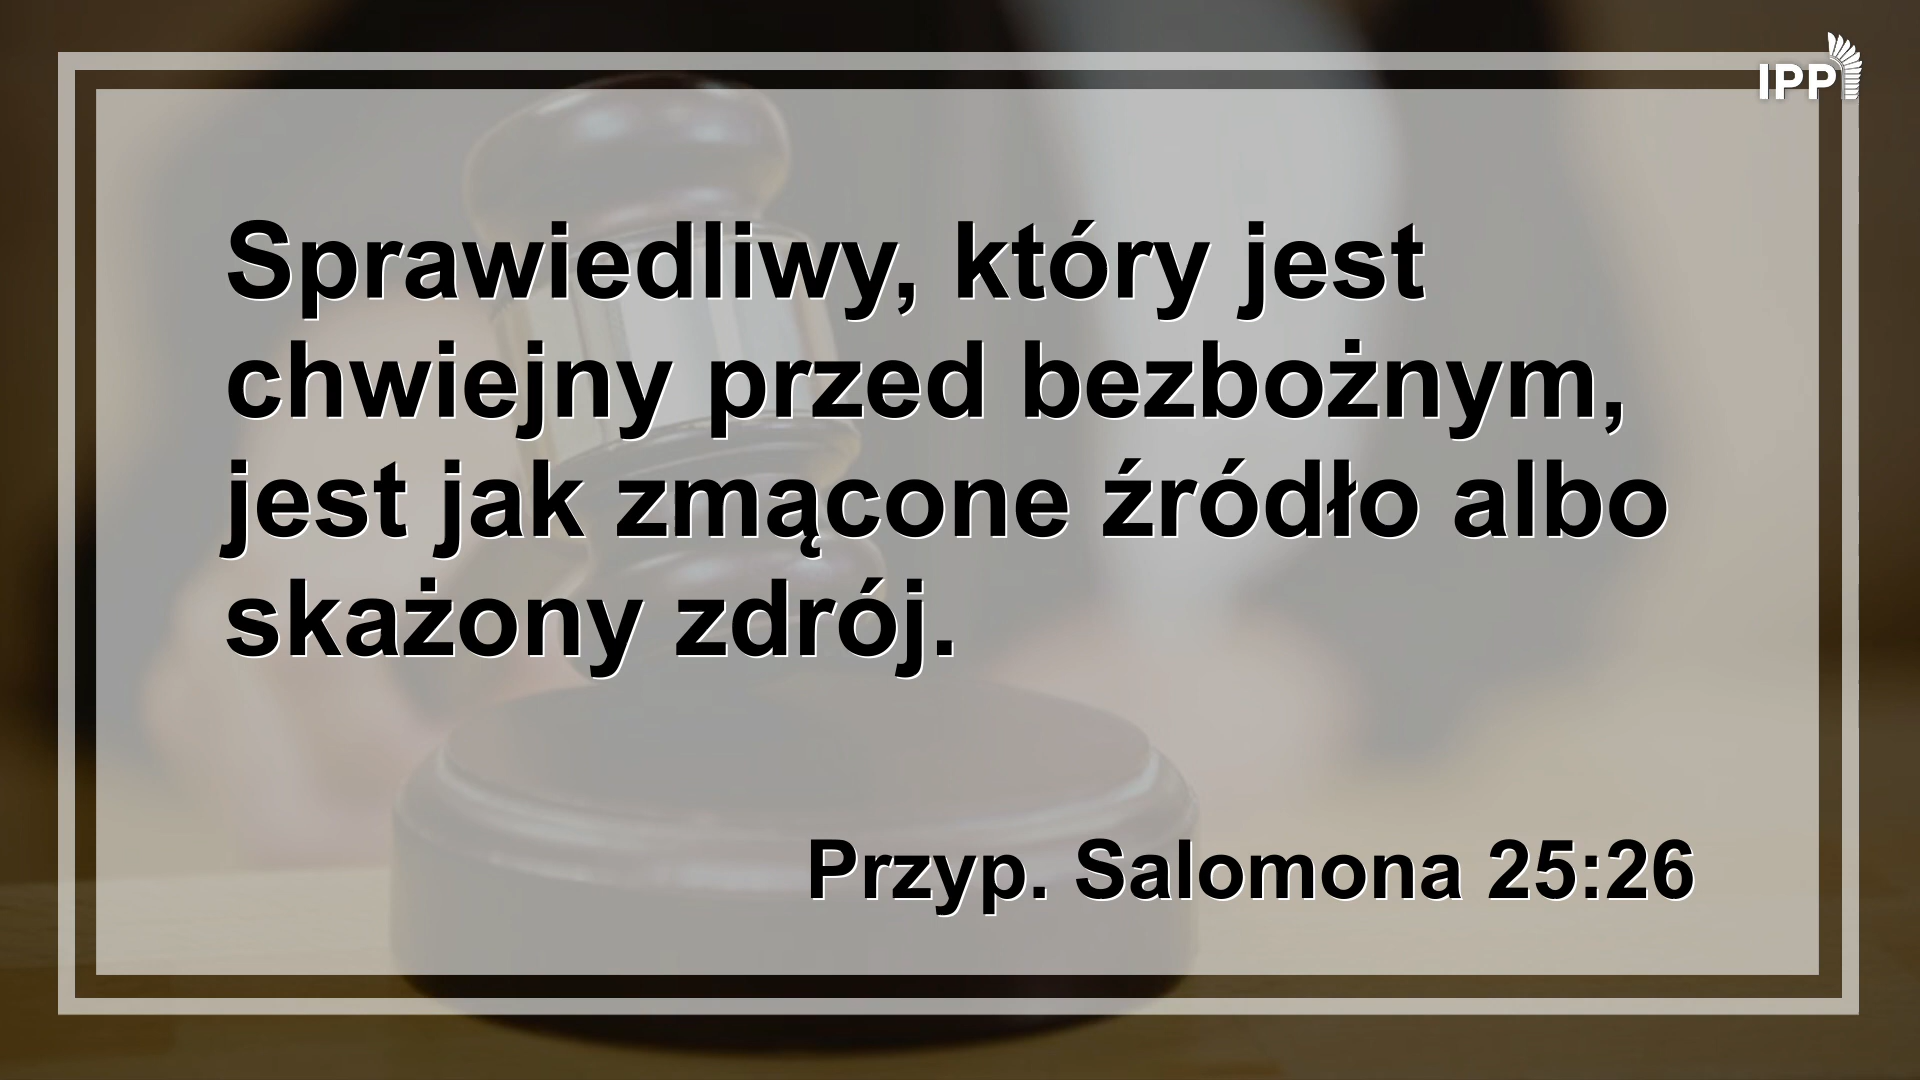 IPP
Sprawiedliwy, który jest
chwiejny przed bezbożnym,
jest jak zmącone źródło albo
skażony zdrój.
Przyp. Salomona 25:26